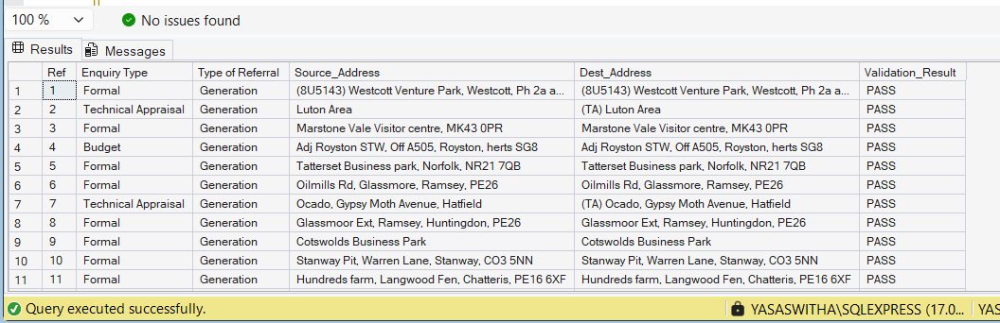 100 %
No issues found
Results Messages
Ref Enquiry Type Type of Referral Source_Address Dest_Address Validation_Result
1 1 Formal Generation (8U5143) Westcott Venture Park, Westcott, Ph 2a a... (8U5143) Westcott Venture Park, Westcott, Ph 2a a... PASS
2 2 Technical Appraisal Generation Luton Area (TA) Luton Area PASS
3 3 Formal Generation Marstone Vale Visitor centre, MK43 0PR Marstone Vale Visitor centre, MK43 0PR PASS
4 4 Budget Generation Adj Royston STW, Off A505, Royston, herts SG8 Adj Royston STW, Off A505, Royston, herts SG8 PASS
5 5 Formal Generation Tatterset Business park, Norfolk, NR21 7QB Tatterset Business park, Norfolk, NR21 7QB PASS
6 6 Formal Generation Oilmills Rd, Glassmore, Ramsey, PE26 Oilmills Rd, Glassmore, Ramsey, PE26 PASS
7 7 Technical Appraisal Generation Ocado, Gypsy Moth Avenue, Hatfield (TA) Ocado, Gypsy Moth Avenue, Hatfield PASS
8 8 Formal Generation Glassmoor Ext, Ramsey, Huntingdon, PE26 Glassmoor Ext, Ramsey, Huntingdon, PE26 PASS
9 9 Formal Generation Cotswolds Business Park Cotswolds Business Park PASS
10 10 Formal Generation Stanway Pit, Warren Lane, Stanway, CO3 5NN Stanway Pit, Warren Lane, Stanway, CO3 5NN PASS
11 11 Formal Generation Hundreds farm, Langwood Fen, Chatteris, PE16 6XF Hundreds farm, Langwood Fen, Chatteris, PE16 6XF PASS
Query executed successfully. YASASWITHA\SQLEXPRESS (17.0... YAS